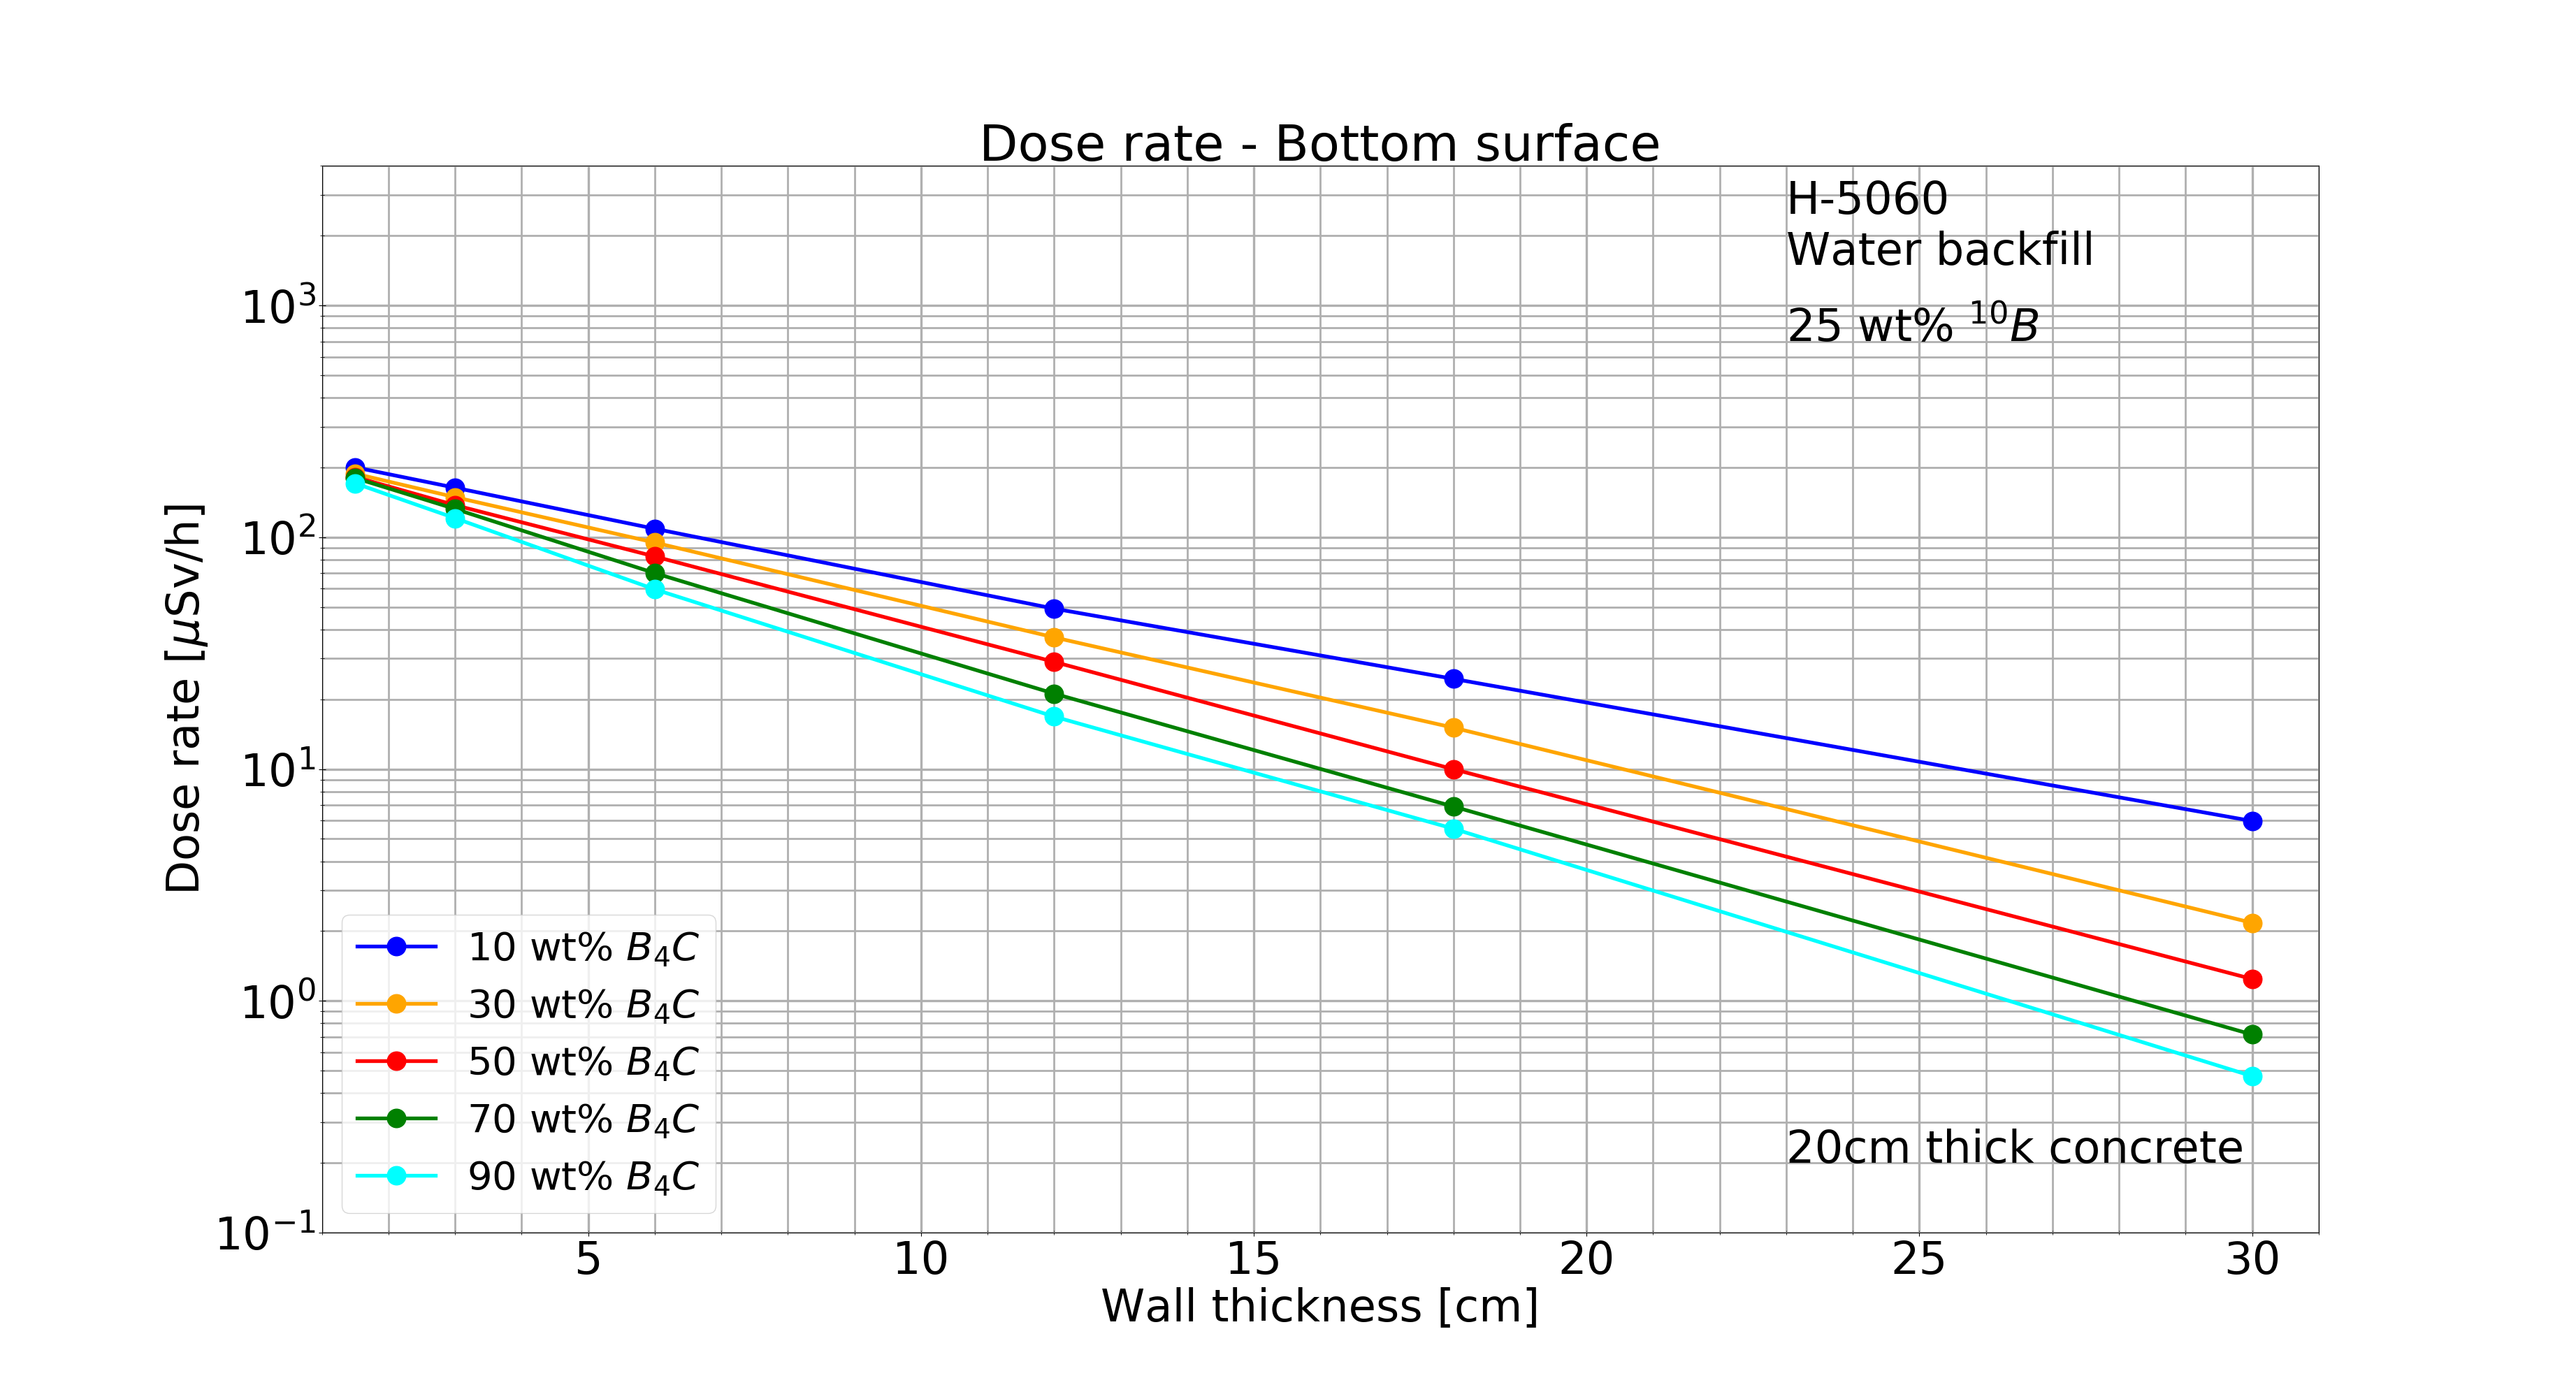 Dose rate - Bottom surface
H-5060
Water backfill
25 wt% ¹⁰B
10³
10²
10¹
10⁰
10⁻¹
Dose rate [μSv/h]
10 wt% B₄C
30 wt% B₄C
50 wt% B₄C
70 wt% B₄C
90 wt% B₄C
20cm thick concrete
5 10 15 20 25 30
Wall thickness [cm]